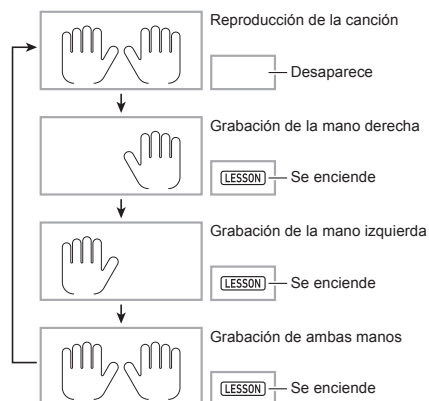 Reproducción de la canción
Desaparece
Grabación de la mano derecha
LESSON Se enciende
Grabación de la mano izquierda
LESSON Se enciende
Grabación de ambas manos
LESSON Se enciende